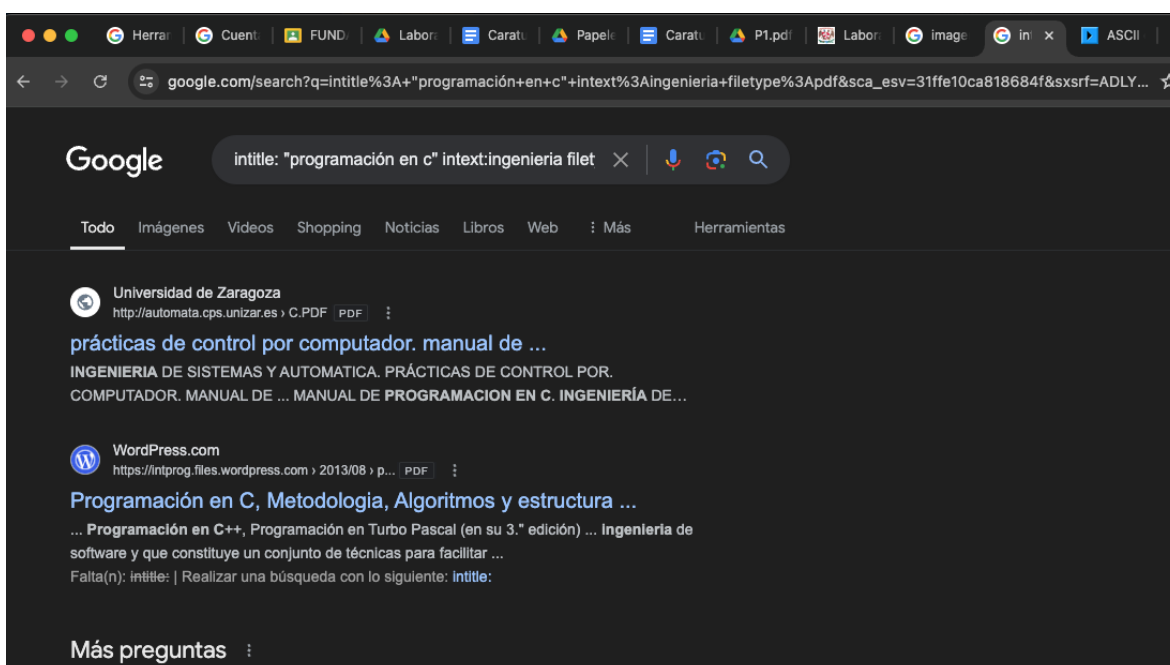 Herrar Cuent FUND Labora Caratu Papele Caratu P1.pdf Labora image int ASCII
google.com/search?q=intitle%3A+"programación+en+c"+intext%3Aingenieria+filetype%3Apdf&sca_esv=31ffe10ca818684f&sxsrf=ADLY...
Google intitle: "programación en c" intext:ingenieria filet
Todo Imágenes Videos Shopping Noticias Libros Web Más Herramientas
Universidad de Zaragoza
http://automata.cps.unizar.es › C.PDF PDF
prácticas de control por computador. manual de ...
INGENIERIA DE SISTEMAS Y AUTOMATICA. PRÁCTICAS DE CONTROL POR.
COMPUTADOR. MANUAL DE ... MANUAL DE PROGRAMACION EN C. INGENIERÍA DE...
WordPress.com
https://intprog.files.wordpress.com › 2013/08 › p... PDF
Programación en C, Metodologia, Algoritmos y estructura ...
... Programación en C++, Programación en Turbo Pascal (en su 3." edición) ... Ingenieria de
software y que constituye un conjunto de técnicas para facilitar ...
Falta(n): intitle: | Realizar una búsqueda con lo siguiente: intitle:
Más preguntas